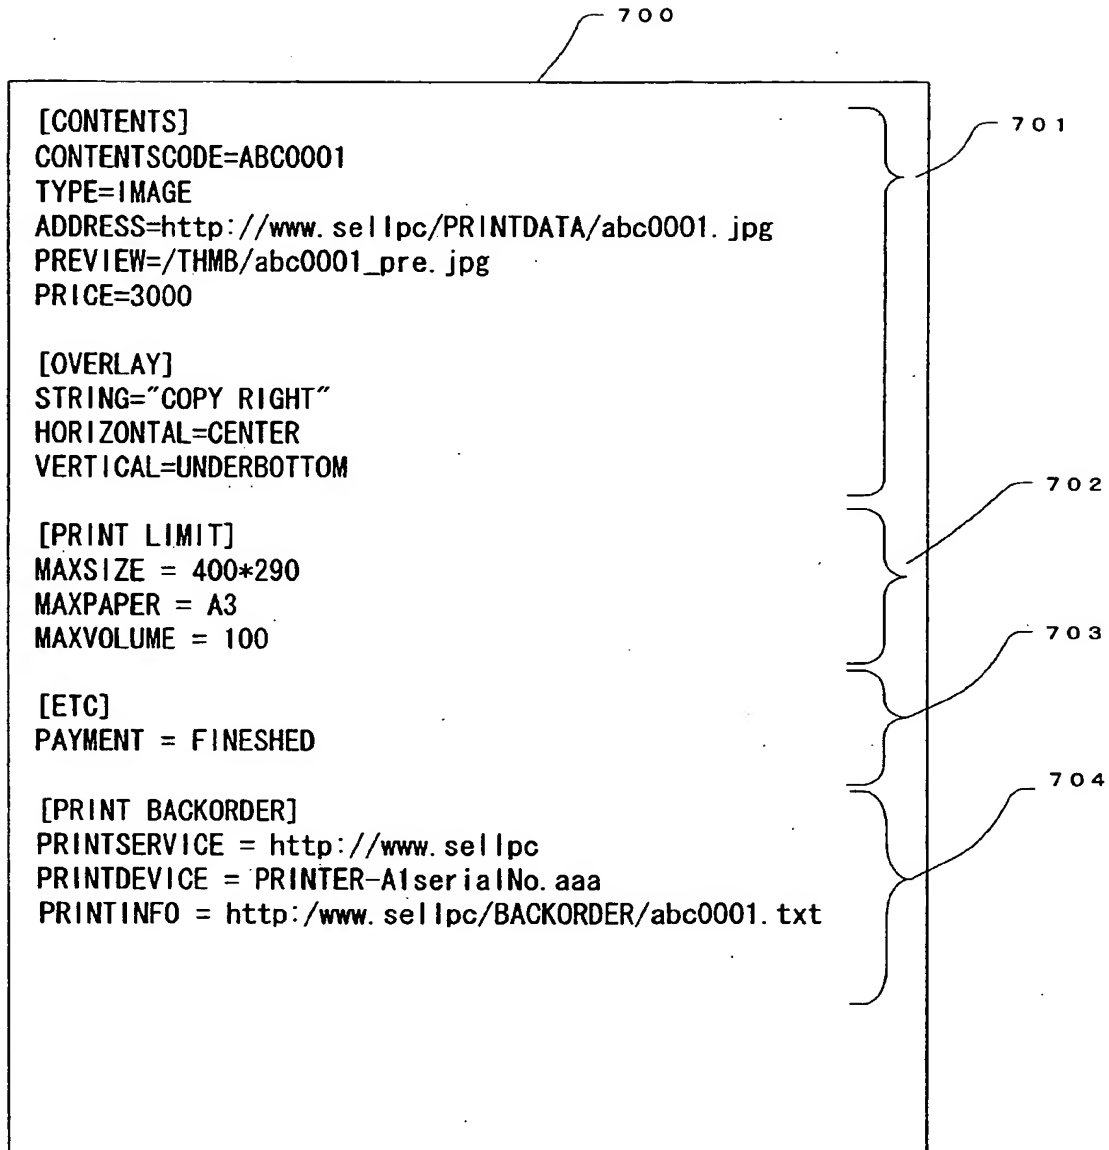 700
[CONTENTS]
701
CONTENTSCODE=ABC0001
TYPE=IMAGE
ADDRESS=http://www.sellpc/PRINTDATA/abc0001.jpg
PREVIEW=/THMB/abc0001_pre.jpg
PRICE=3000
[OVERLAY]
STRING="COPY RIGHT"
HORIZONTAL=CENTER
VERTICAL=UNDERBOTTOM
702
[PRINT LIMIT]
MAXSIZE = 400*290
MAXPAPER = A3
MAXVOLUME = 100
703
[ETC]
PAYMENT = FINESHED
704
[PRINT BACKORDER]
PRINTSERVICE = http://www.sellpc
PRINTDEVICE = PRINTER-A1serialNo.aaa
PRINTINFO = http:/www.sellpc/BACKORDER/abc0001.txt